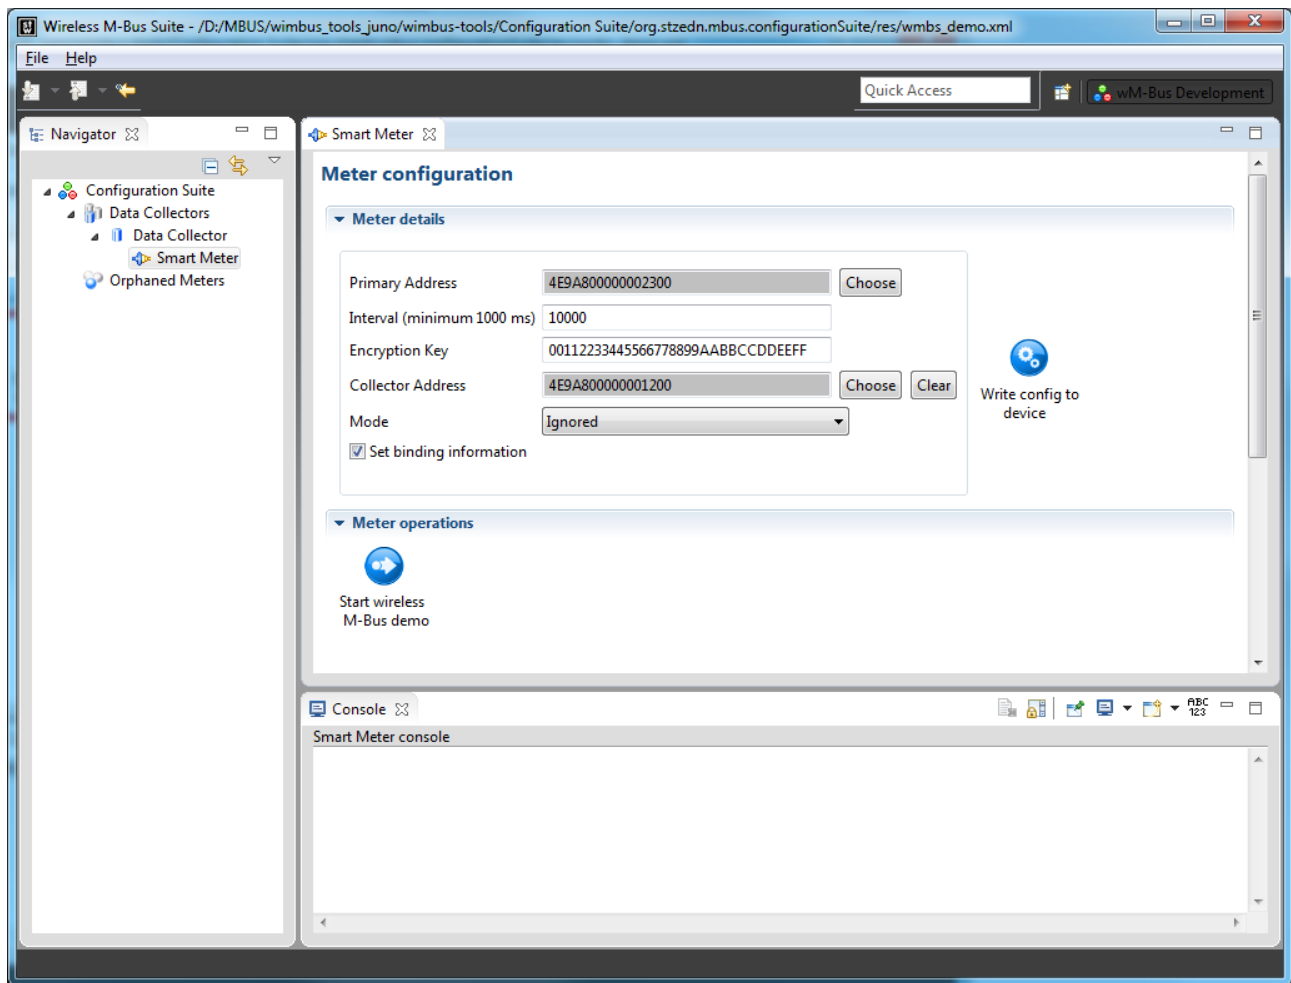 Wireless M-Bus Suite - /D:/MBUS/wimbus_tools_juno/wimbus-tools/Configuration Suite/org.stzedn.mbus.configurationSuite/res/wmbs_demo.xml
File Help
Quick Access
wM-Bus Development
Navigator
Configuration Suite
Data Collectors
Data Collector
Smart Meter
Orphaned Meters
Smart Meter
Meter configuration
Meter details
Primary Address 4E9A800000002300 Choose
Interval (minimum 1000 ms) 10000
Encryption Key 00112233445566778899AABBCCDDEEFF
Collector Address 4E9A800000001200 Choose Clear
Mode Ignored
Set binding information
Write config to
device
Meter operations
Start wireless
M-Bus demo
Console
ABC
123
Smart Meter console